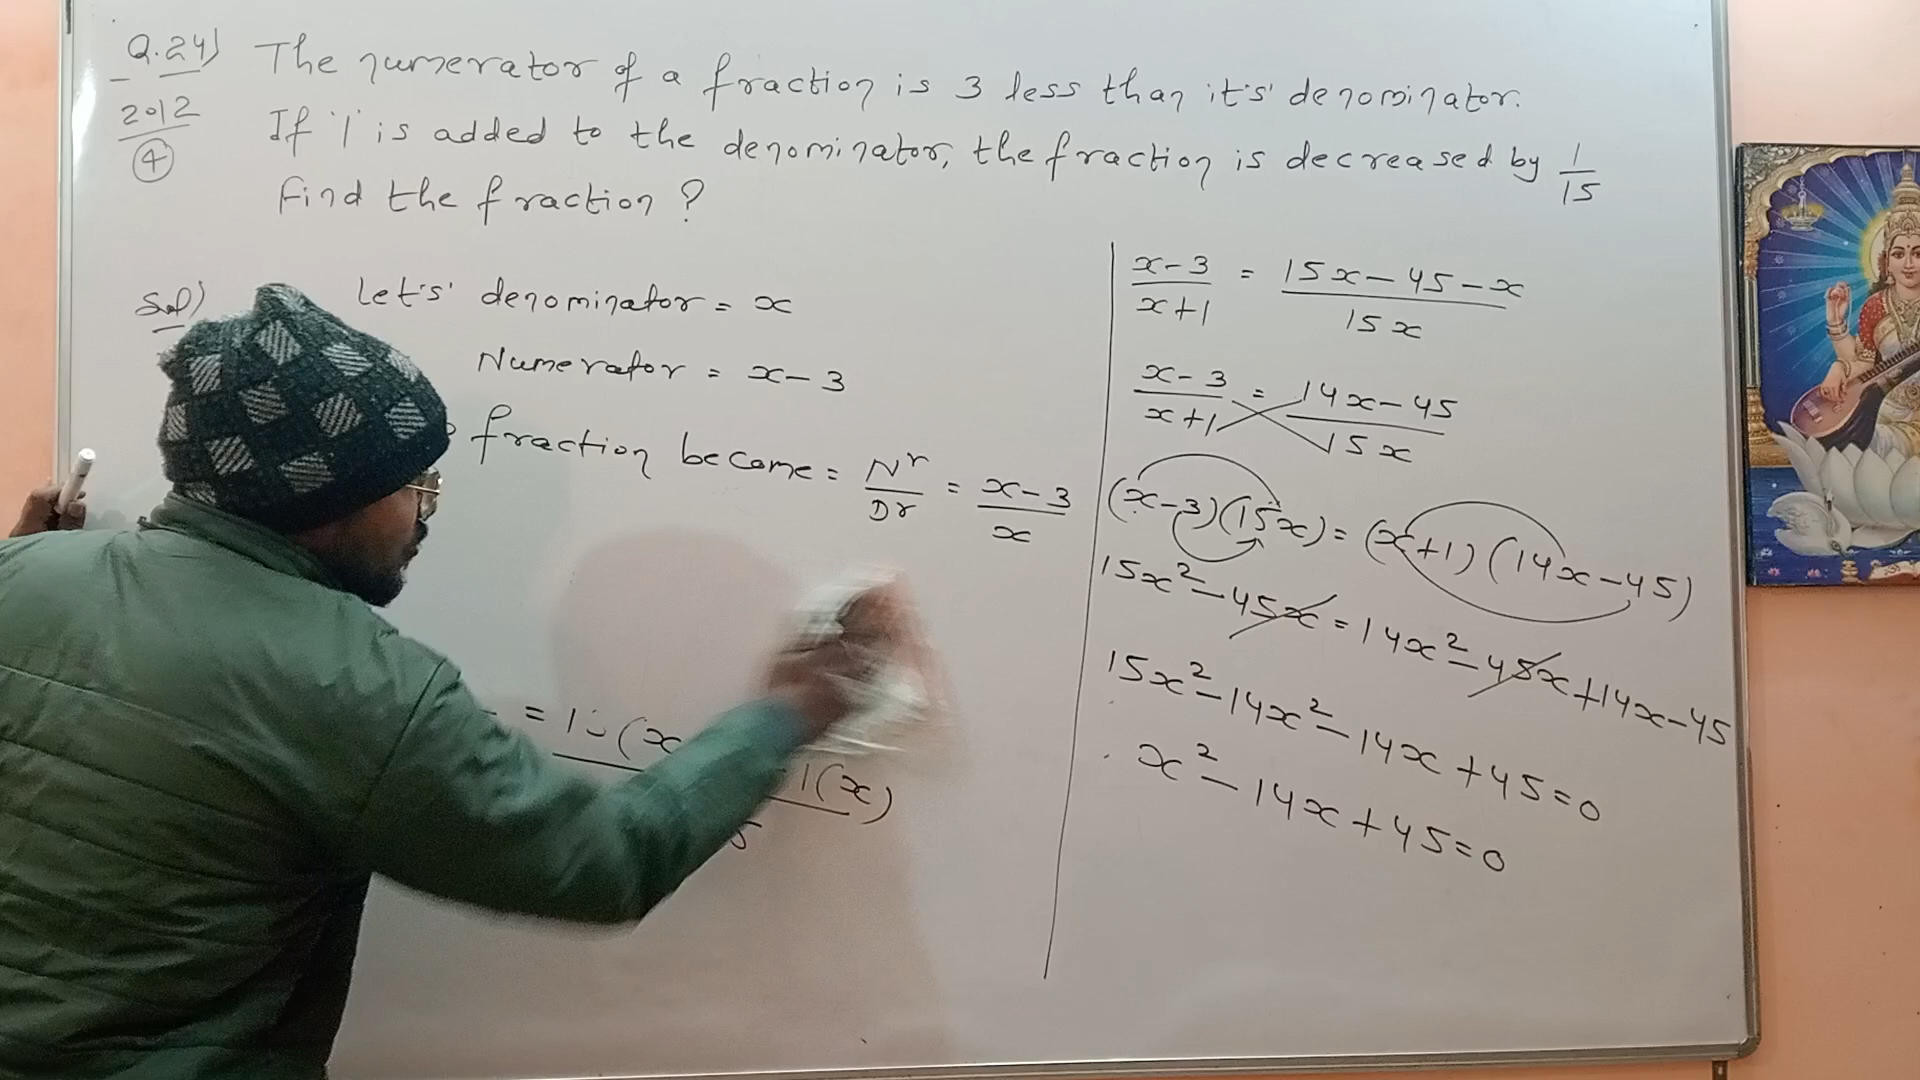 Q.24) The numerator of a fraction is 3 less than it's' denominator.
2012 If '1' is added to the denominator, the fraction is decreased by 1/15
(4) find the fraction ?
Sol) Let's' denominator = x
Numerator = x-3
fraction become = Nr/Dr = x-3/x
1(x)
x-3/x+1 = 15x-45-x/15x
x-3/x+1 = 14x-45/15x
(x-3)(15x) = (x+1)(14x-45)
15x²-45x = 14x²-45x+14x-45
15x²-14x²-14x+45=0
x²-14x+45=0